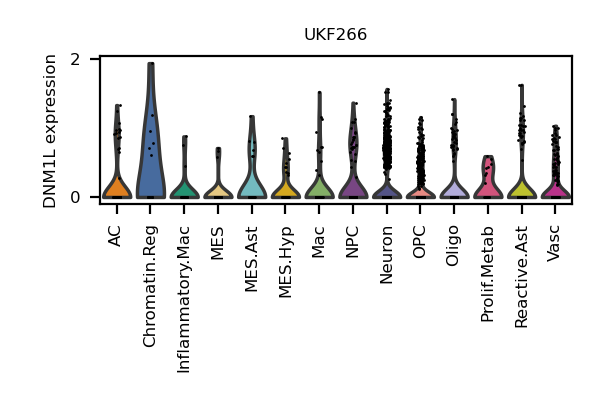 UKF266
DNM1L expression
2
0
AC
Chromatin.Reg
Inflammatory.Mac
MES
MES.Ast
MES.Hyp
Mac
NPC
Neuron
OPC
Oligo
Prolif.Metab
Reactive.Ast
Vasc